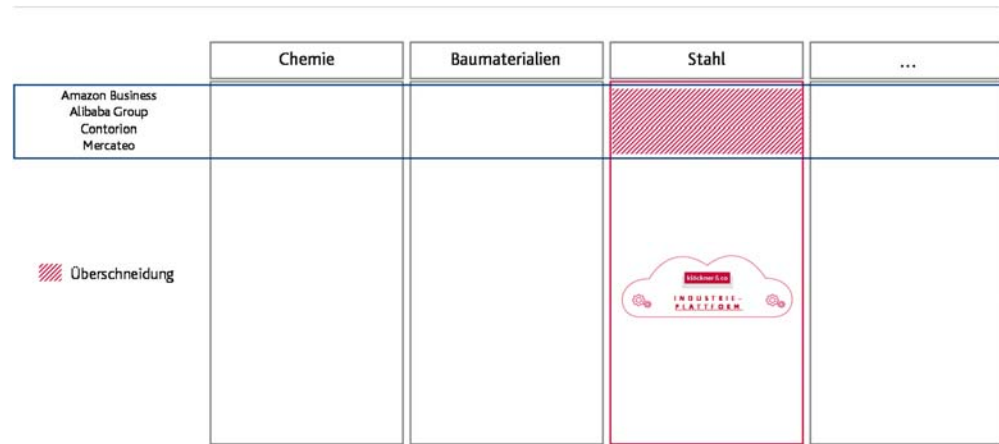 Chemie
Baumaterialien
Stahl
...
Amazon Business
Alibaba Group
Contorion
Mercateo
Überschneidung
klöckner & co
INDUSTRIE-
PLATTFORM